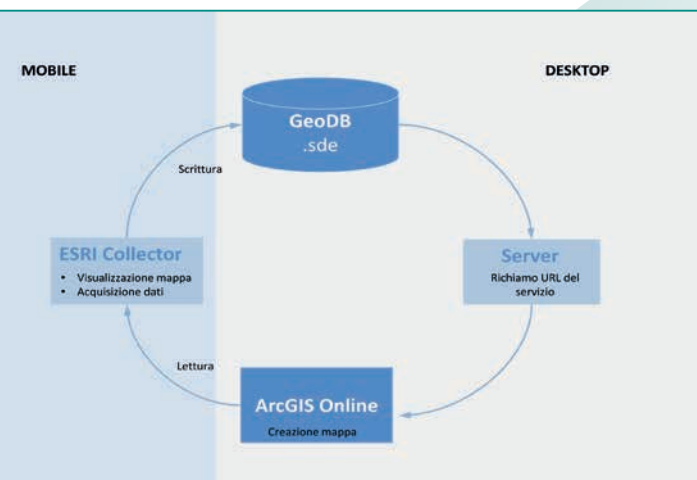 MOBILE
DESKTOP
GeoDB
.sde
Scrittura
ESRI Collector
• Visualizzazione mappa
• Acquisizione dati
Server
Richiamo URL del
servizio
Lettura
ArcGIS Online
Creazione mappa